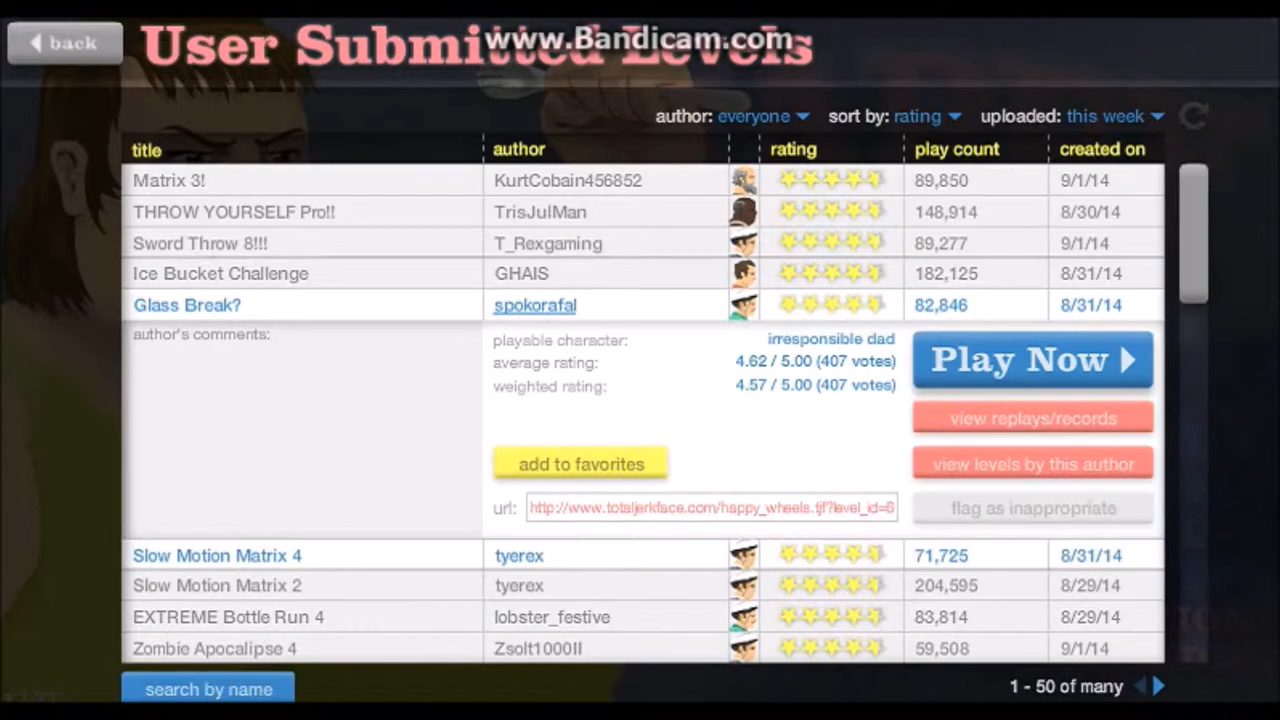 back
User Submitted Levels
www.Bandicam.com
author: everyone sort by: rating uploaded: this week
title author rating play count created on
Matrix 3! KurtCobain456852 89,850 9/1/14
THROW YOURSELF Pro!! TrisJulMan 148,914 8/30/14
Sword Throw 8!!! T_Rexgaming 89,277 9/1/14
Ice Bucket Challenge GHAIS 182,125 8/31/14
Glass Break? spokorafal 82,846 8/31/14
author's comments:
playable character: irresponsible dad
average rating: 4.62 / 5.00 (407 votes)
weighted rating: 4.57 / 5.00 (407 votes)
Play Now
view replays/records
add to favorites
view levels by this author
url: http://www.totaljerkface.com/happy_wheels.tjf?level_id=6
flag as inappropriate
Slow Motion Matrix 4 tyerex 71,725 8/31/14
Slow Motion Matrix 2 tyerex 204,595 8/29/14
EXTREME Bottle Run 4 lobster_festive 83,814 8/29/14
Zombie Apocalipse 4 Zsolt1000II 59,508 9/1/14
search by name
1 - 50 of many